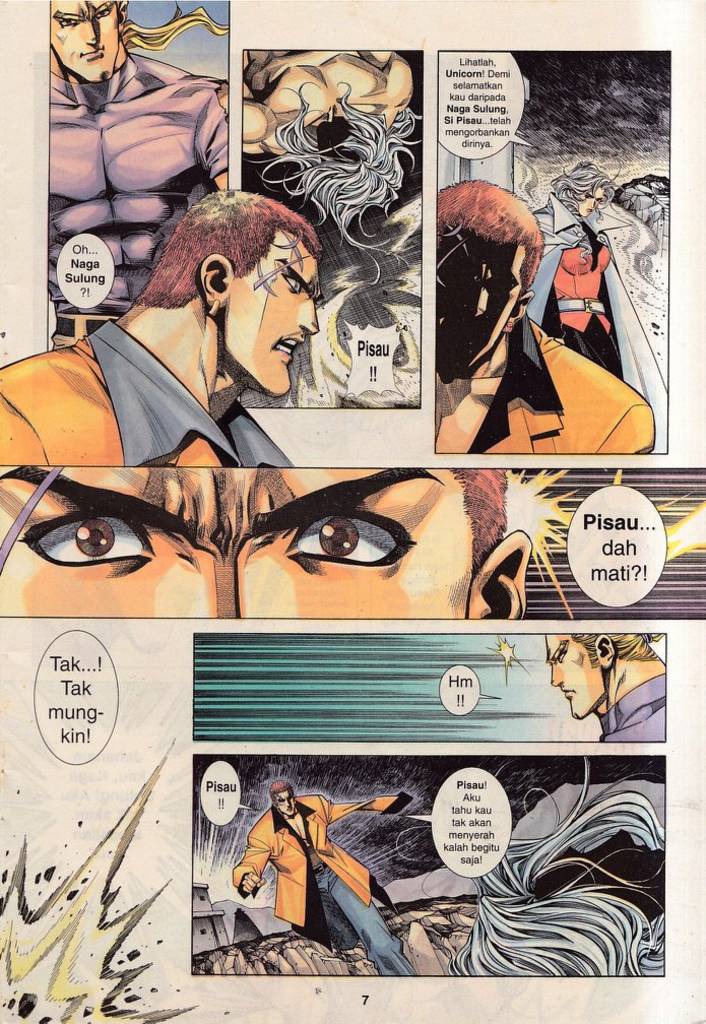 Oh...
Naga
Sulung
?!
Pisau
!!
Lihatlah,
Unicorn! Demi
selamatkan
kau daripada
Naga Sulung,
Si Pisau...telah
mengorbankan
dirinya.
Pisau...
dah
mati?!
Tak...!
Tak
mung-
kin!
Hm
!!
Pisau
!!
Pisau!
Aku
tahu kau
tak akan
menyerah
kalah begitu
saja!
7